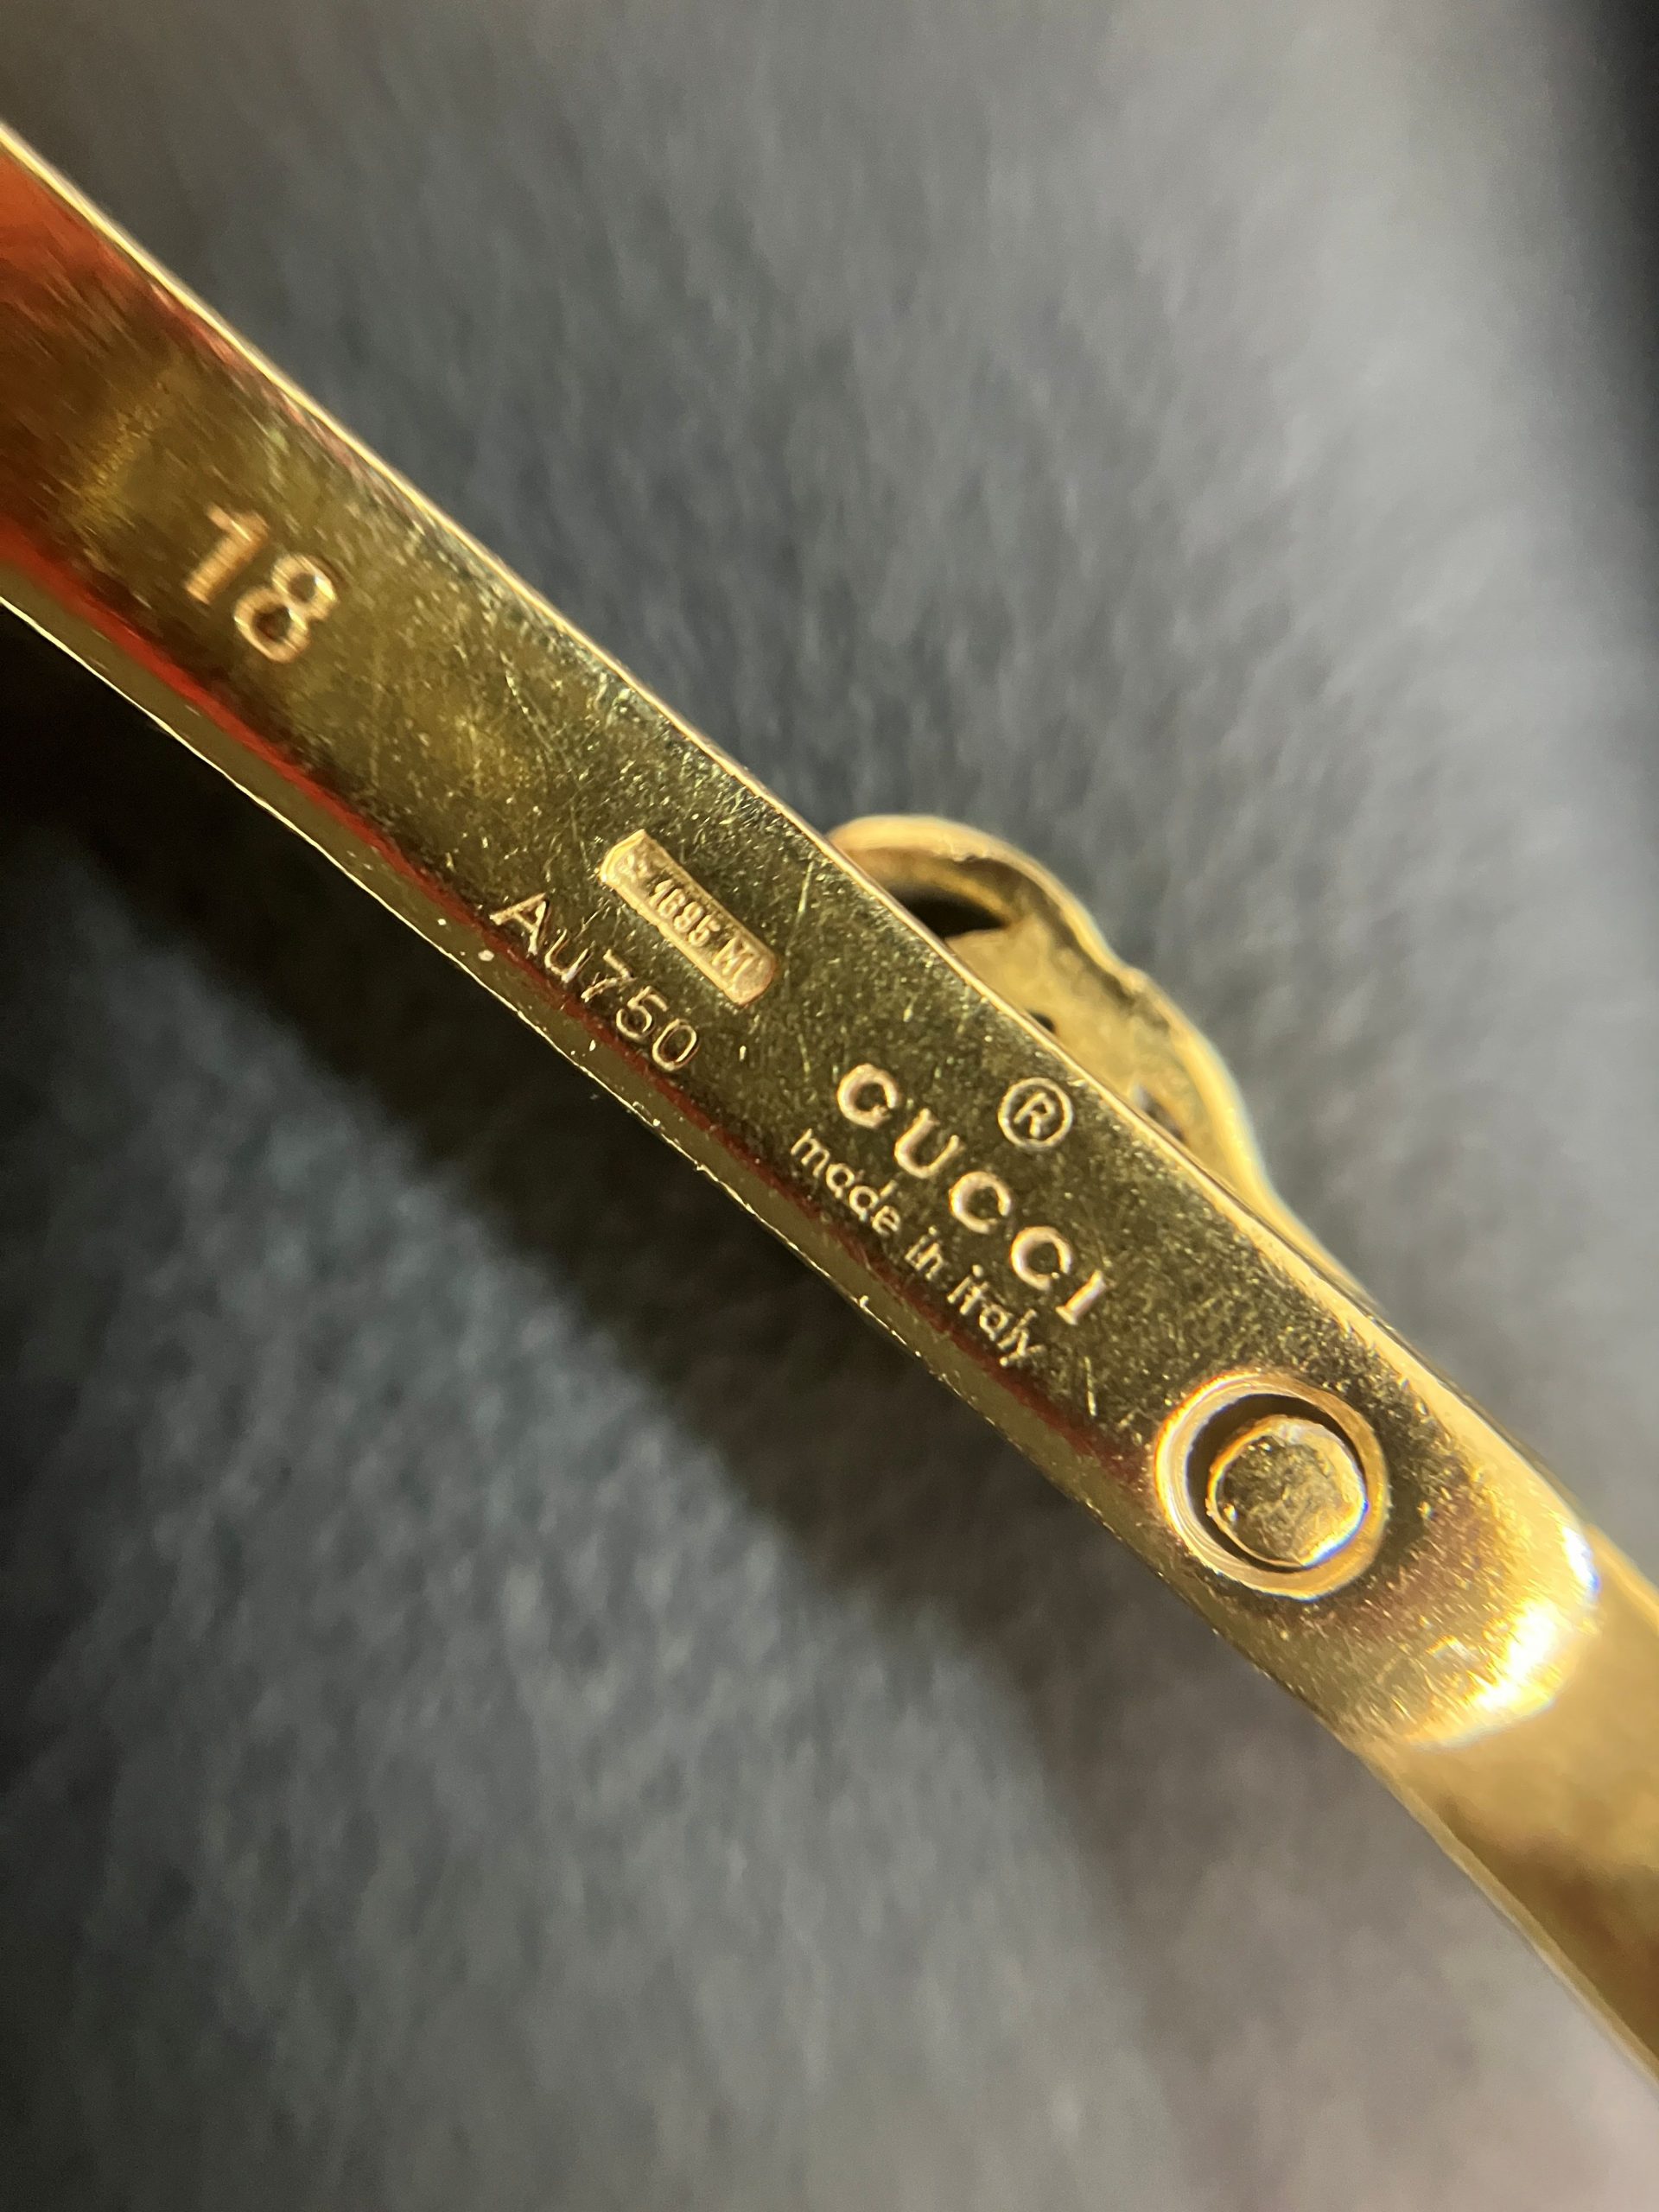 18
★ 1695 MI
Au750
®
GUCCI
made in italy